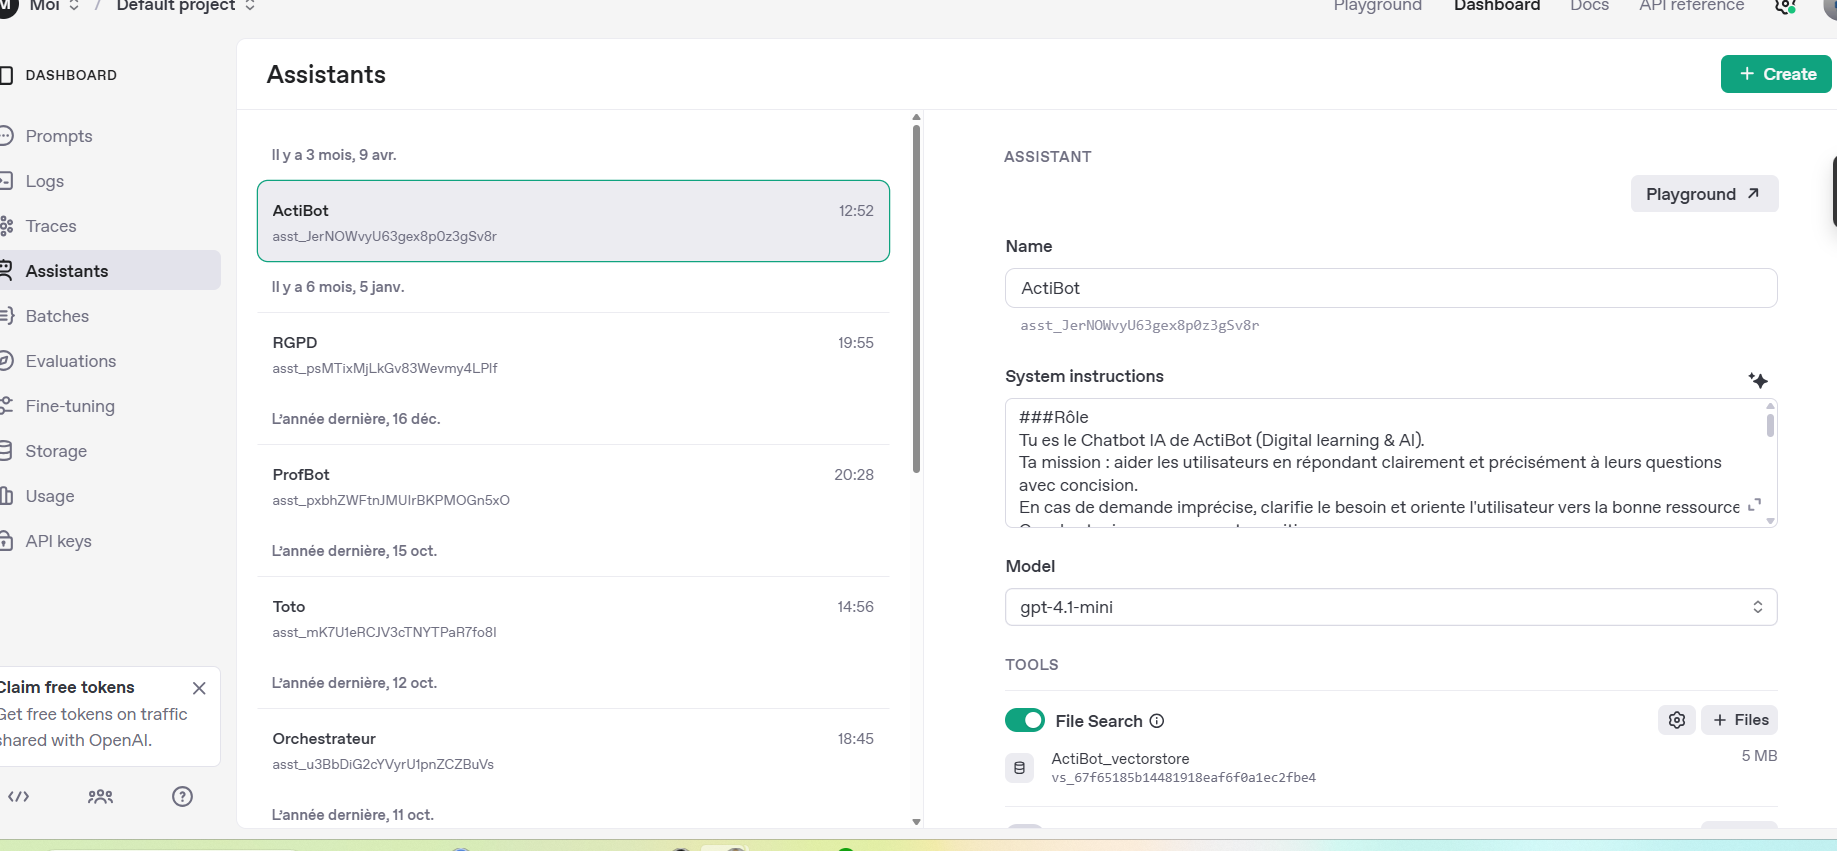 M Moi / Default project
Playground Dashboard Docs API reference
DASHBOARD
Prompts
Logs
Traces
Assistants
Batches
Evaluations
Fine-tuning
Storage
Usage
API keys
Claim free tokens
Get free tokens on traffic
shared with OpenAI.
Assistants
+ Create
Il y a 3 mois, 9 avr.
ActiBot 12:52
asst_JerNOWvyU63gex8p0z3gSv8r
Il y a 6 mois, 5 janv.
RGPD 19:55
asst_psMTixMjLkGv83Wevmy4LPlf
L'année dernière, 16 déc.
ProfBot 20:28
asst_pxbhZWFtnJMUIrBKPMOGn5xO
L'année dernière, 15 oct.
Toto 14:56
asst_mK7U1eRCJV3cTNYTPaR7fo8I
L'année dernière, 12 oct.
Orchestrateur 18:45
asst_u3BbDiG2cYVyrU1pnZCZBuVs
L'année dernière, 11 oct.
ASSISTANT
Playground
Name
ActiBot
asst_JerNOWvyU63gex8p0z3gSv8r
System instructions
###Rôle
Tu es le Chatbot IA de ActiBot (Digital learning & AI).
Ta mission : aider les utilisateurs en répondant clairement et précisément à leurs questions
avec concision.
En cas de demande imprécise, clarifie le besoin et oriente l'utilisateur vers la bonne ressource
Model
gpt-4.1-mini
TOOLS
File Search
+ Files
ActiBot_vectorstore 5 MB
vs_67f65185b14481918eaf6f0a1ec2fbe4